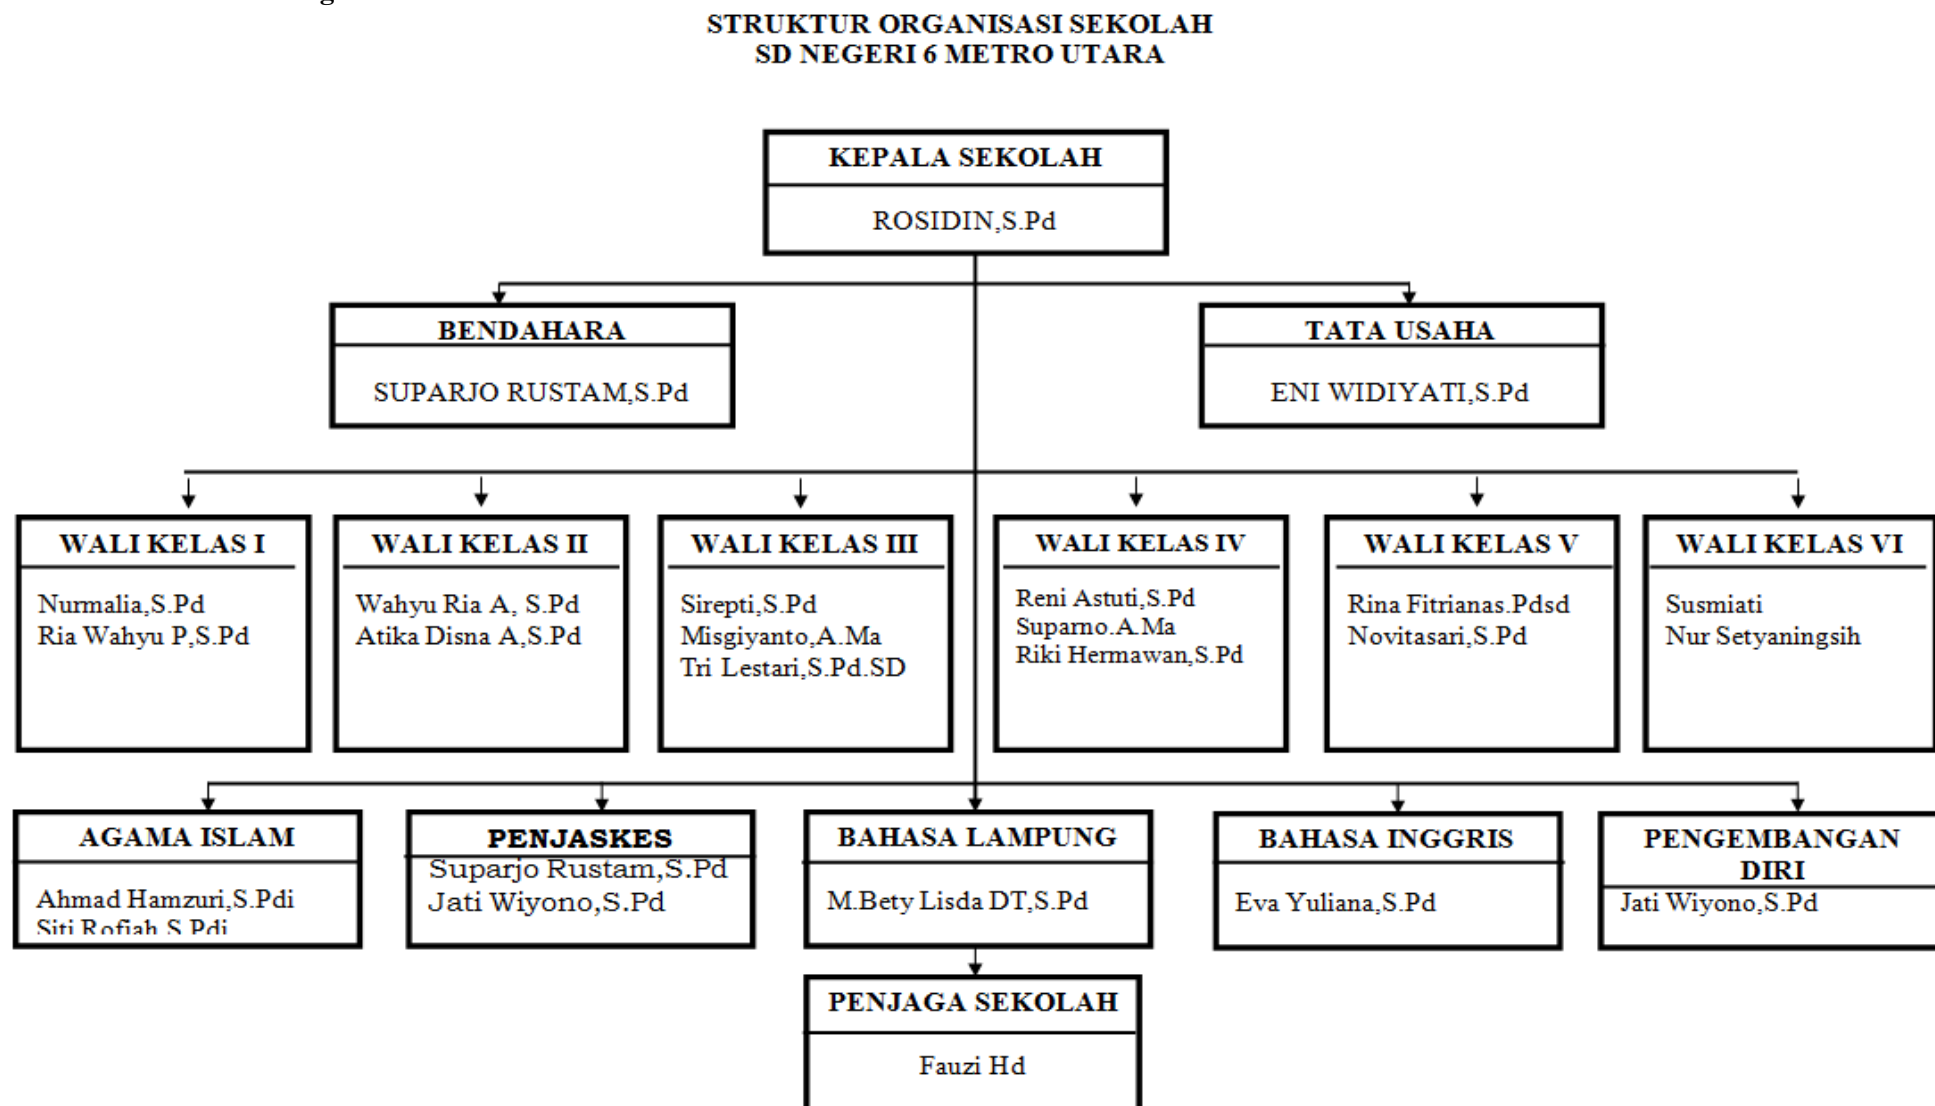 STRUKTUR ORGANISASI SEKOLAH
SD NEGERI 6 METRO UTARA
KEPALA SEKOLAH
ROSIDIN,S.Pd
BENDAHARA
SUPARJO RUSTAM,S.Pd
TATA USAHA
ENI WIDIYATI,S.Pd
WALI KELAS I
Nurmalia,S.Pd
Ria Wahyu P,S.Pd
WALI KELAS II
Wahyu Ria A, S.Pd
Atika Disna A,S.Pd
WALI KELAS III
Sirepti,S.Pd
Misgiyanto,A.Ma
Tri Lestari,S.Pd.SD
WALI KELAS IV
Reni Astuti,S.Pd
Suparno.A.Ma
Riki Hermawan,S.Pd
WALI KELAS V
Rina Fitrianas.Pdsd
Novitasari,S.Pd
WALI KELAS VI
Susmiati
Nur Setyaningsih
AGAMA ISLAM
Ahmad Hamzuri,S.Pdi
Siti Rofiah,S.Pdi
PENJASKES
Suparjo Rustam,S.Pd
Jati Wiyono,S.Pd
BAHASA LAMPUNG
M.Bety Lisda DT,S.Pd
BAHASA INGGRIS
Eva Yuliana,S.Pd
PENGEMBANGAN
DIRI
Jati Wiyono,S.Pd
PENJAGA SEKOLAH
Fauzi Hd